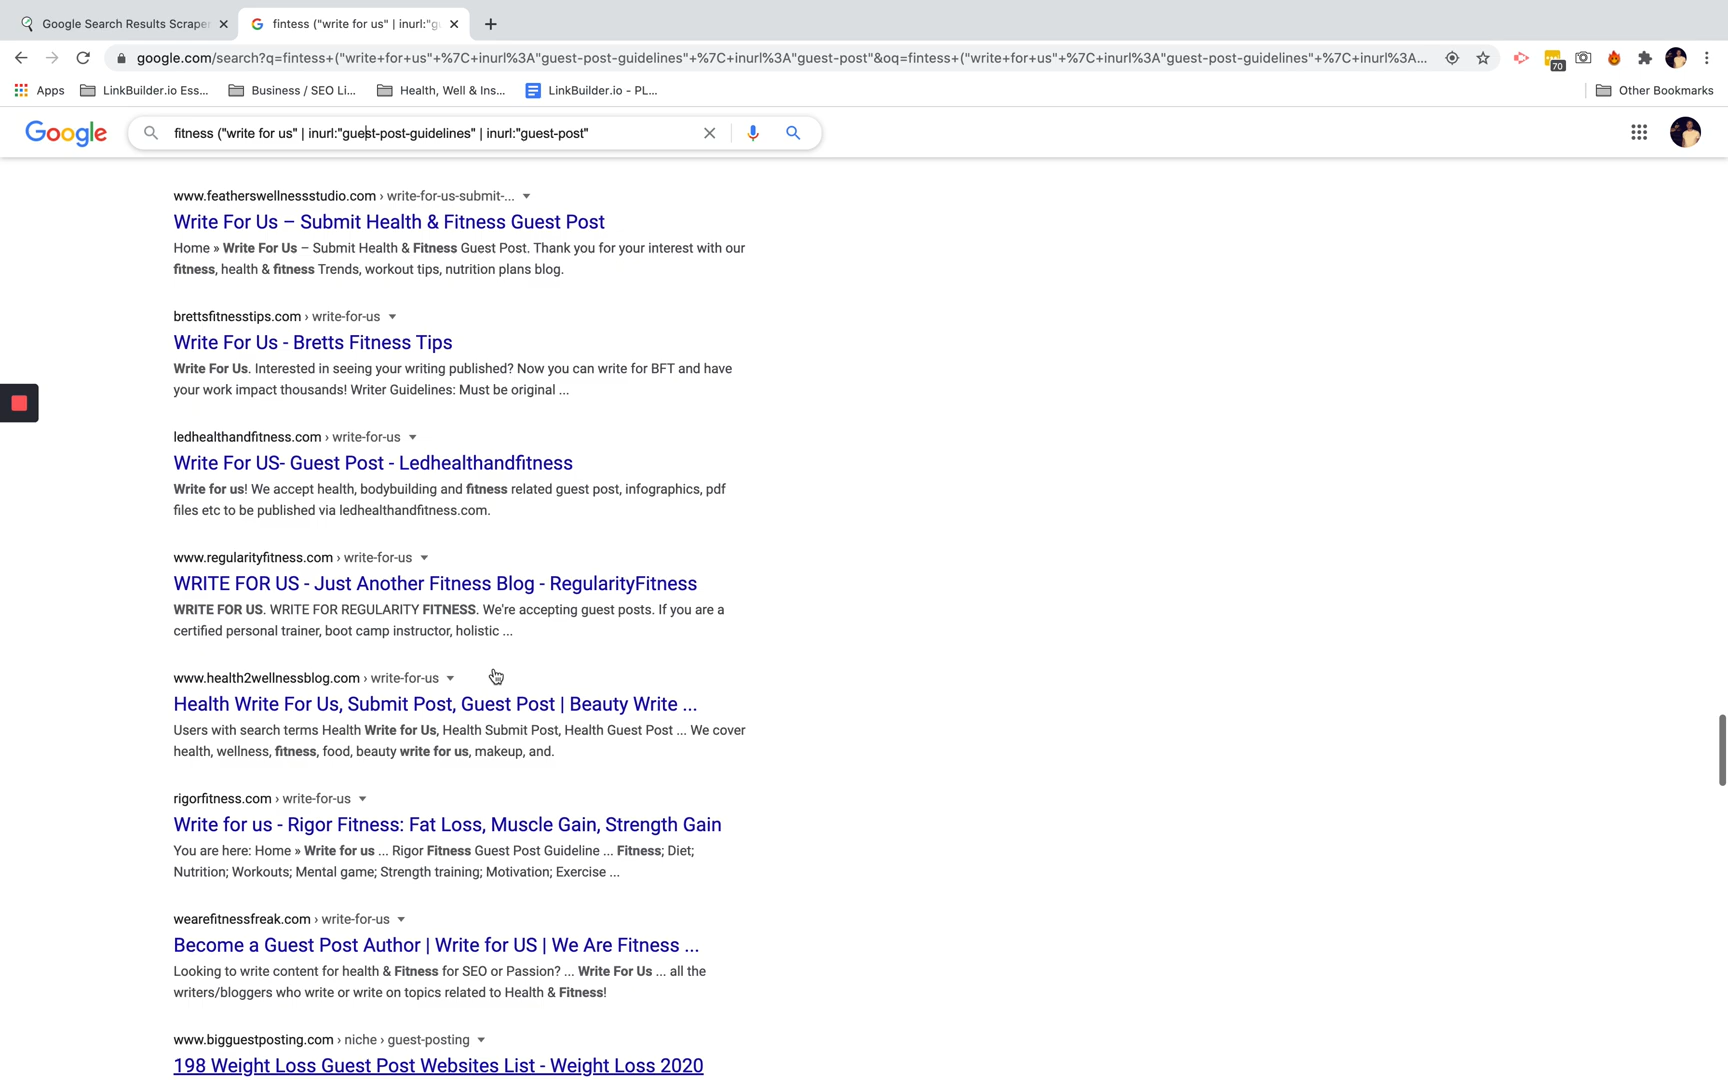 Google Search Results Scraper
fintess ("write for us" | inurl:"g
google.com/search?q=fintess+("write+for+us"+%7C+inurl%3A"guest-post-guidelines"+%7C+inurl%3A"guest-post"&oq=fintess+("write+for+us"+%7C+inurl%3A"guest-post-guidelines"+%7C+inurl%3A...
70
Apps
LinkBuilder.io Ess...
Business / SEO Li...
Health, Well & Ins...
LinkBuilder.io - PL...
Other Bookmarks
Google
fitness ("write for us" | inurl:"guest-post-guidelines" | inurl:"guest-post"
www.featherswellnessstudio.com › write-for-us-submit-...
Write For Us – Submit Health & Fitness Guest Post
Home » Write For Us – Submit Health & Fitness Guest Post. Thank you for your interest with our
fitness, health & fitness Trends, workout tips, nutrition plans blog.
brettsfitnesstips.com › write-for-us
Write For Us - Bretts Fitness Tips
Write For Us. Interested in seeing your writing published? Now you can write for BFT and have
your work impact thousands! Writer Guidelines: Must be original ...
ledhealthandfitness.com › write-for-us
Write For US- Guest Post - Ledhealthandfitness
Write for us! We accept health, bodybuilding and fitness related guest post, infographics, pdf
files etc to be published via ledhealthandfitness.com.
www.regularityfitness.com › write-for-us
WRITE FOR US - Just Another Fitness Blog - RegularityFitness
WRITE FOR US. WRITE FOR REGULARITY FITNESS. We're accepting guest posts. If you are a
certified personal trainer, boot camp instructor, holistic ...
www.health2wellnessblog.com › write-for-us
Health Write For Us, Submit Post, Guest Post | Beauty Write ...
Users with search terms Health Write for Us, Health Submit Post, Health Guest Post ... We cover
health, wellness, fitness, food, beauty write for us, makeup, and.
rigorfitness.com › write-for-us
Write for us - Rigor Fitness: Fat Loss, Muscle Gain, Strength Gain
You are here: Home » Write for us ... Rigor Fitness Guest Post Guideline ... Fitness; Diet;
Nutrition; Workouts; Mental game; Strength training; Motivation; Exercise ...
wearefitnessfreak.com › write-for-us
Become a Guest Post Author | Write for US | We Are Fitness ...
Looking to write content for health & Fitness for SEO or Passion? ... Write For Us ... all the
writers/bloggers who write or write on topics related to Health & Fitness!
www.bigguestposting.com › niche › guest-posting
198 Weight Loss Guest Post Websites List - Weight Loss 2020